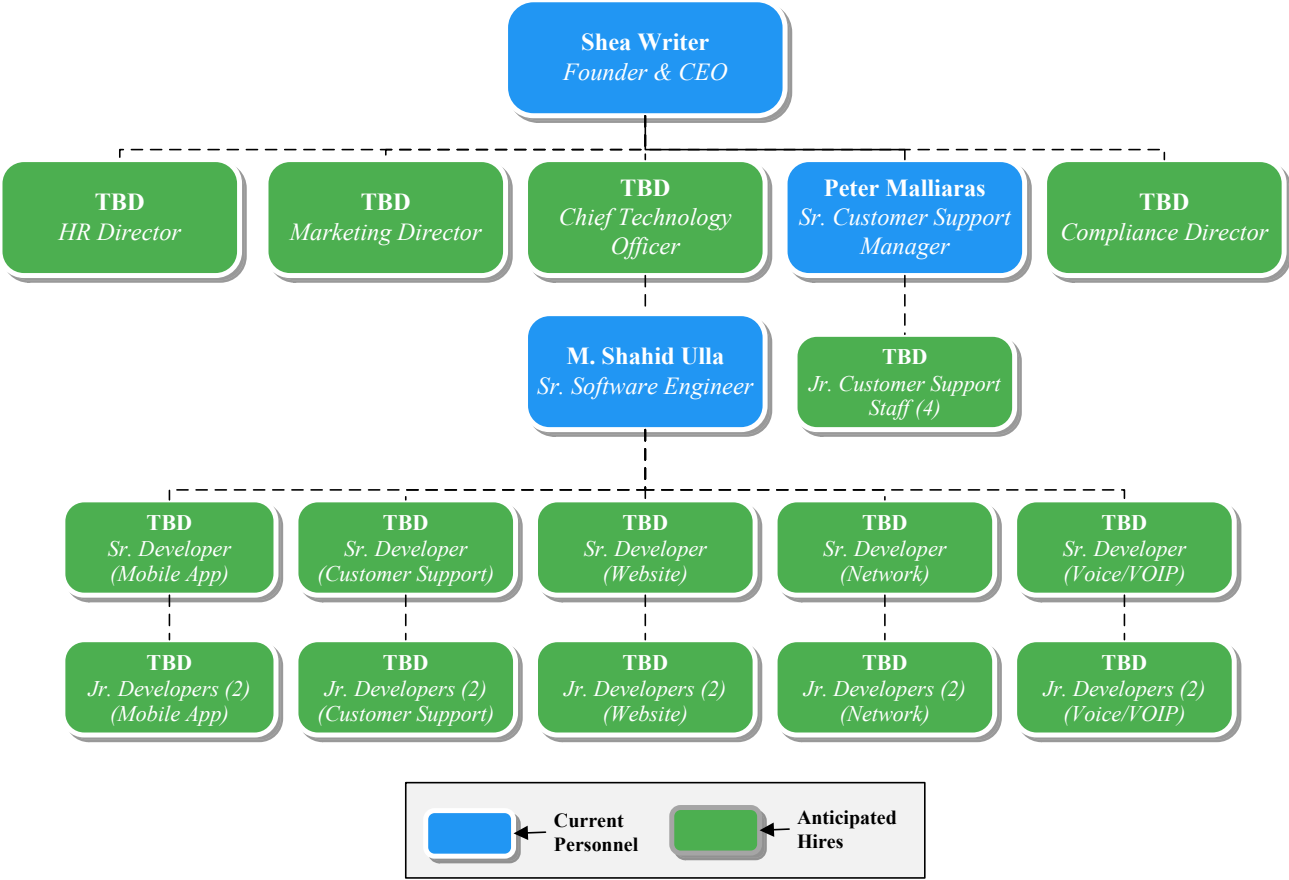 Shea Writer
Founder & CEO
TBD
HR Director
TBD
Marketing Director
TBD
Chief Technology
Officer
Peter Malliaras
Sr. Customer Support
Manager
TBD
Compliance Director
M. Shahid Ulla
Sr. Software Engineer
TBD
Jr. Customer Support
Staff (4)
TBD
Sr. Developer
(Mobile App)
TBD
Sr. Developer
(Customer Support)
TBD
Sr. Developer
(Website)
TBD
Sr. Developer
(Network)
TBD
Sr. Developer
(Voice/VOIP)
TBD
Jr. Developers (2)
(Mobile App)
TBD
Jr. Developers (2)
(Customer Support)
TBD
Jr. Developers (2)
(Website)
TBD
Jr. Developers (2)
(Network)
TBD
Jr. Developers (2)
(Voice/VOIP)
Current
Personnel
Anticipated
Hires